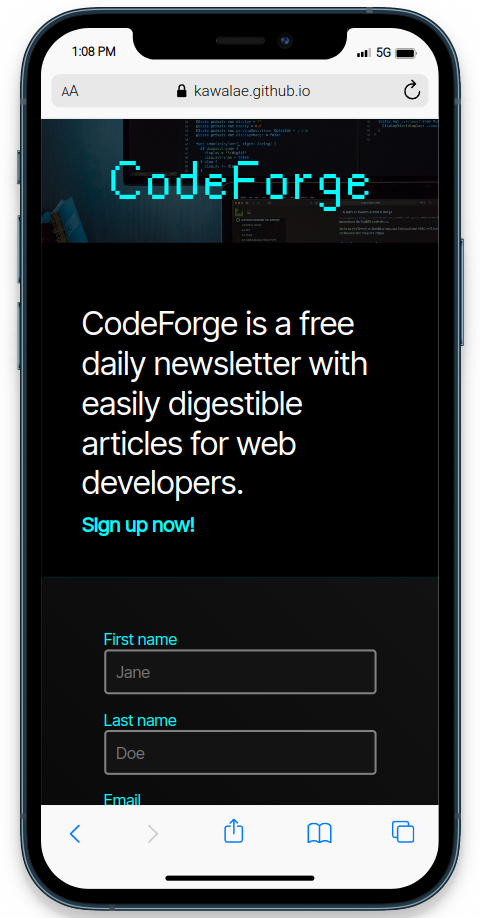 1:08 PM
5G
AA
kawalae.github.io
CodeForge
CodeForge is a free
daily newsletter with
easily digestible
articles for web
developers.
Sign up now!
First name
Jane
Last name
Doe
Email